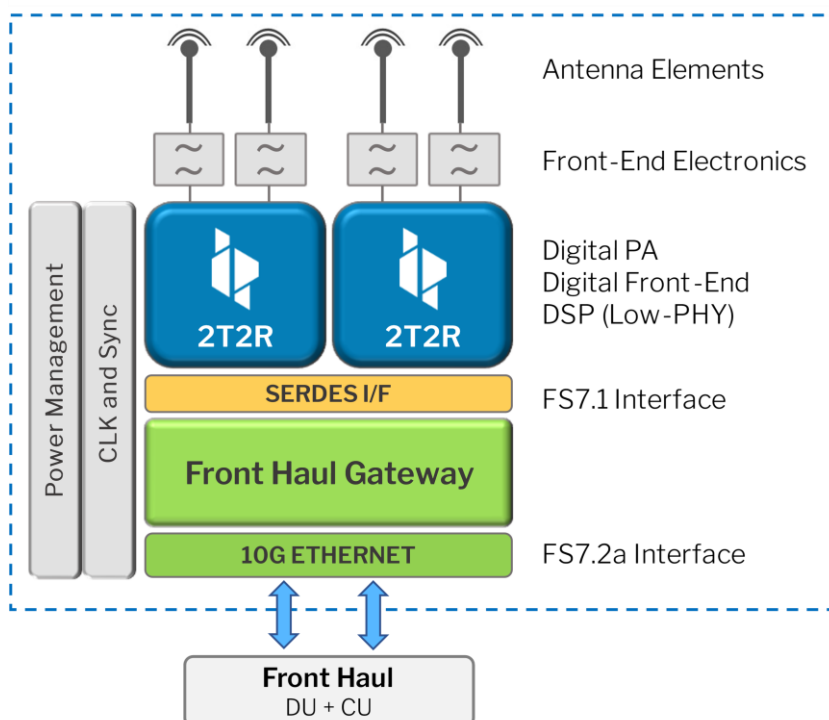 Antenna Elements
Front-End Electronics
Power Management
CLK and Sync
2T2R
2T2R
Digital PA
Digital Front-End
DSP (Low-PHY)
SERDES I/F
FS7.1 Interface
Front Haul Gateway
10G ETHERNET
FS7.2a Interface
Front Haul
DU + CU